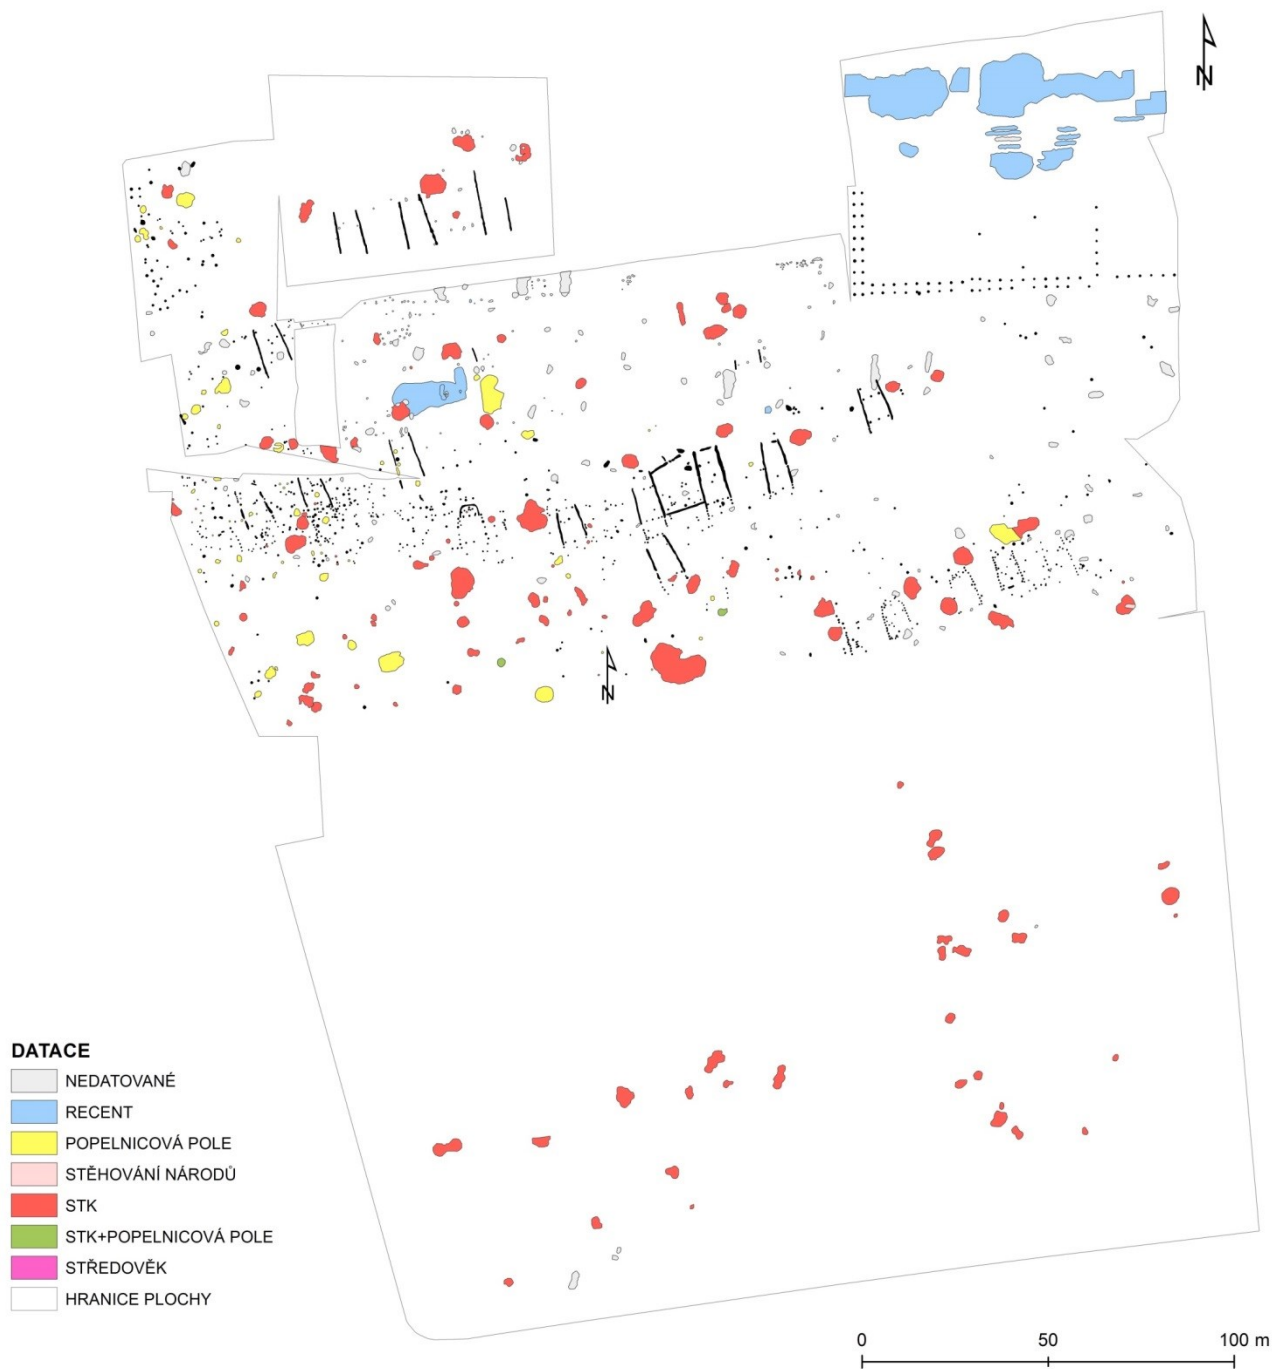 N
N
DATACE
NEDATOVANÉ
RECENT
POPELNICOVÁ POLE
STĚHOVÁNÍ NÁRODŮ
STK
STK+POPELNICOVÁ POLE
STŘEDOVĚK
HRANICE PLOCHY
0 50 100 m